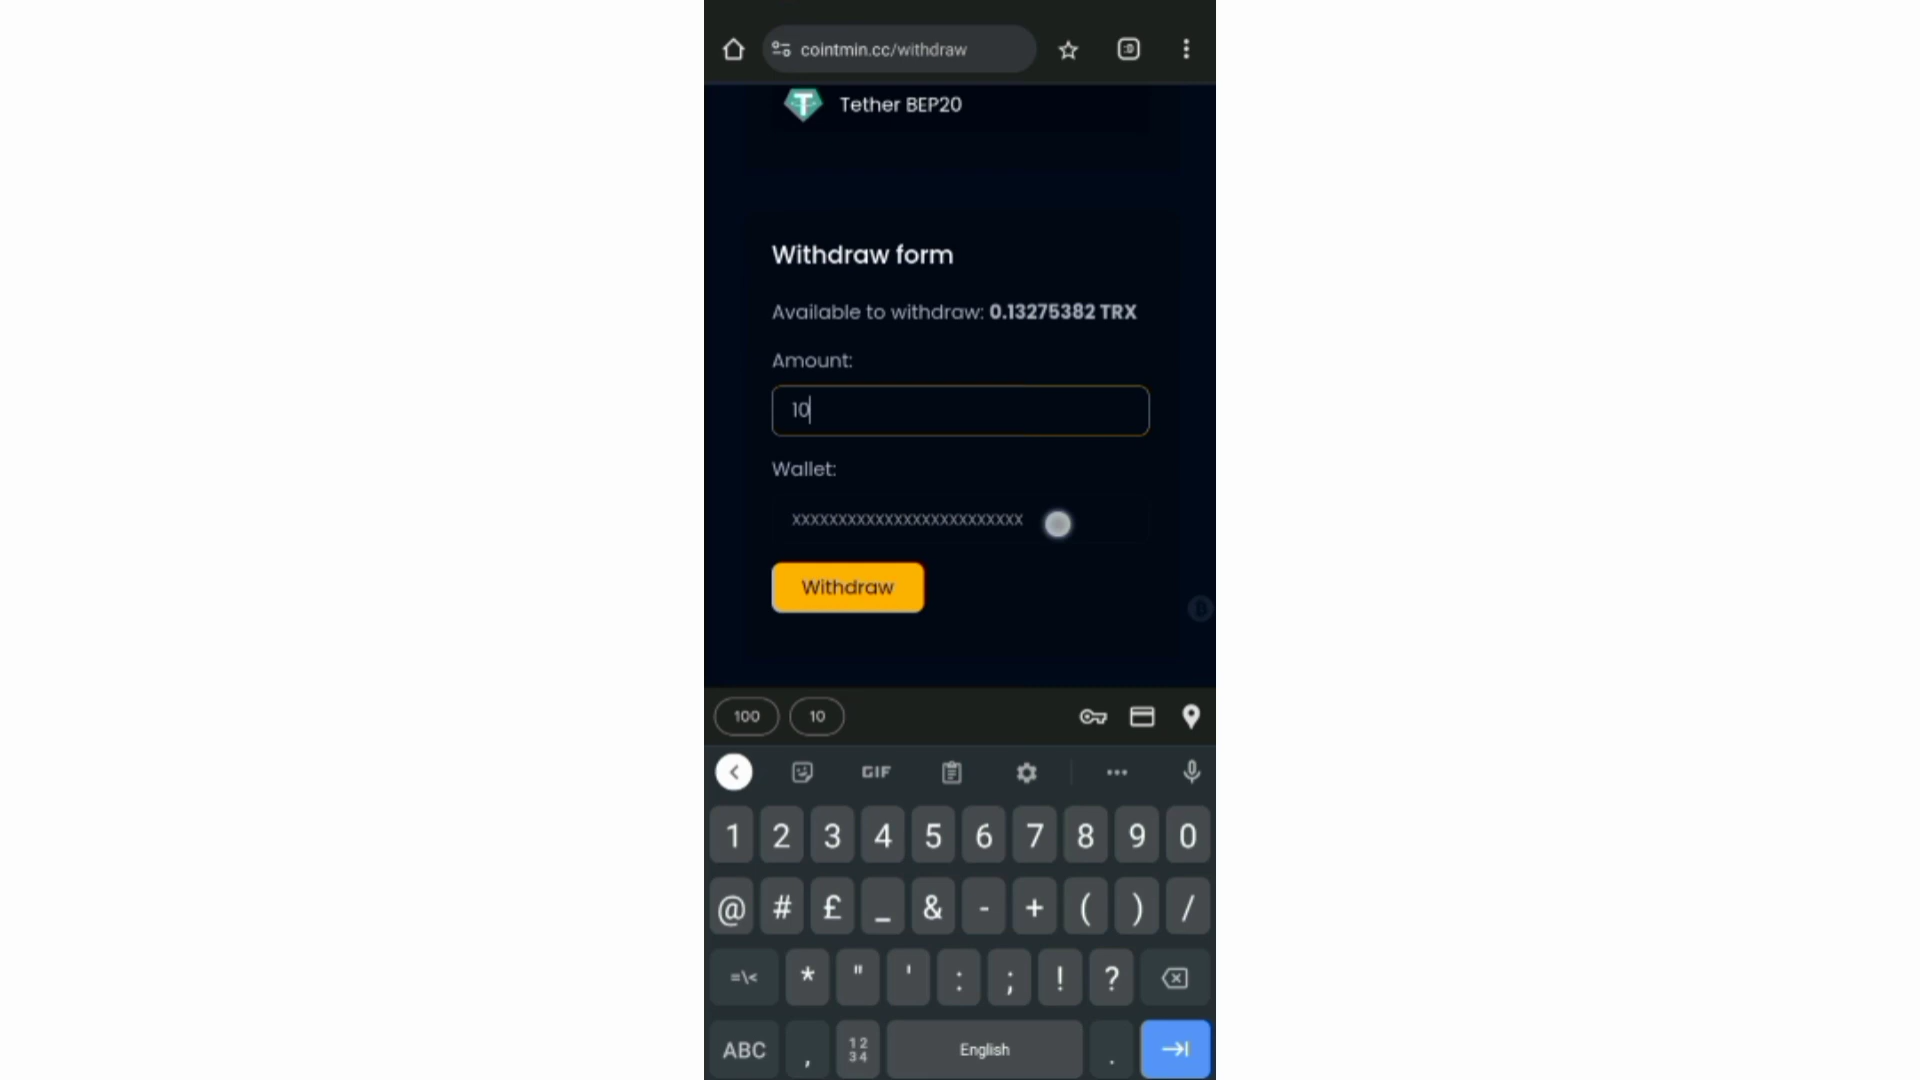 cointmin.cc/withdraw
:D
Tether BEP20
Withdraw form
Available to withdraw: 0.13275382 TRX
Amount:
10
Wallet:
xxxxxxxxxxxxxxxxxxxxxxxxx
Withdraw
100 10
GIF
1 2 3 4 5 6 7 8 9 0
@ # £ _ & - + ( ) /
=\< * " ' : ; ! ?
ABC , 12 34 English .